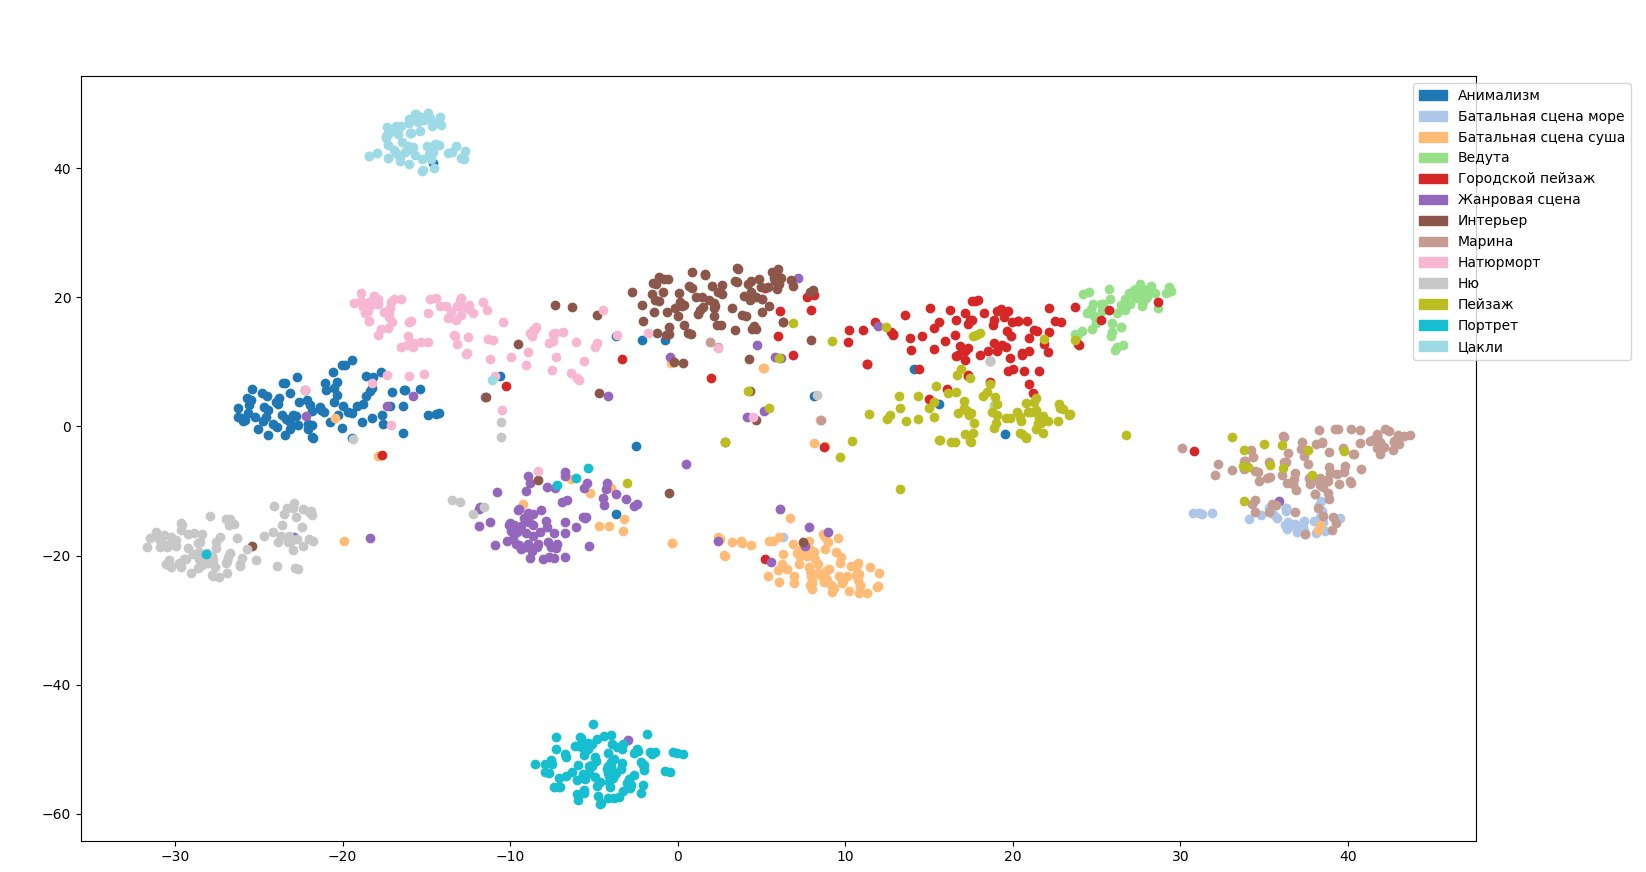 Анимализм
Батальная сцена море
Батальная сцена суша
Ведута
Городской пейзаж
Жанровая сцена
Интерьер
Марина
Натюрморт
Ню
Пейзаж
Портрет
Цакли
40
20
0
−20
−40
−60
−30 −20 −10 0 10 20 30 40